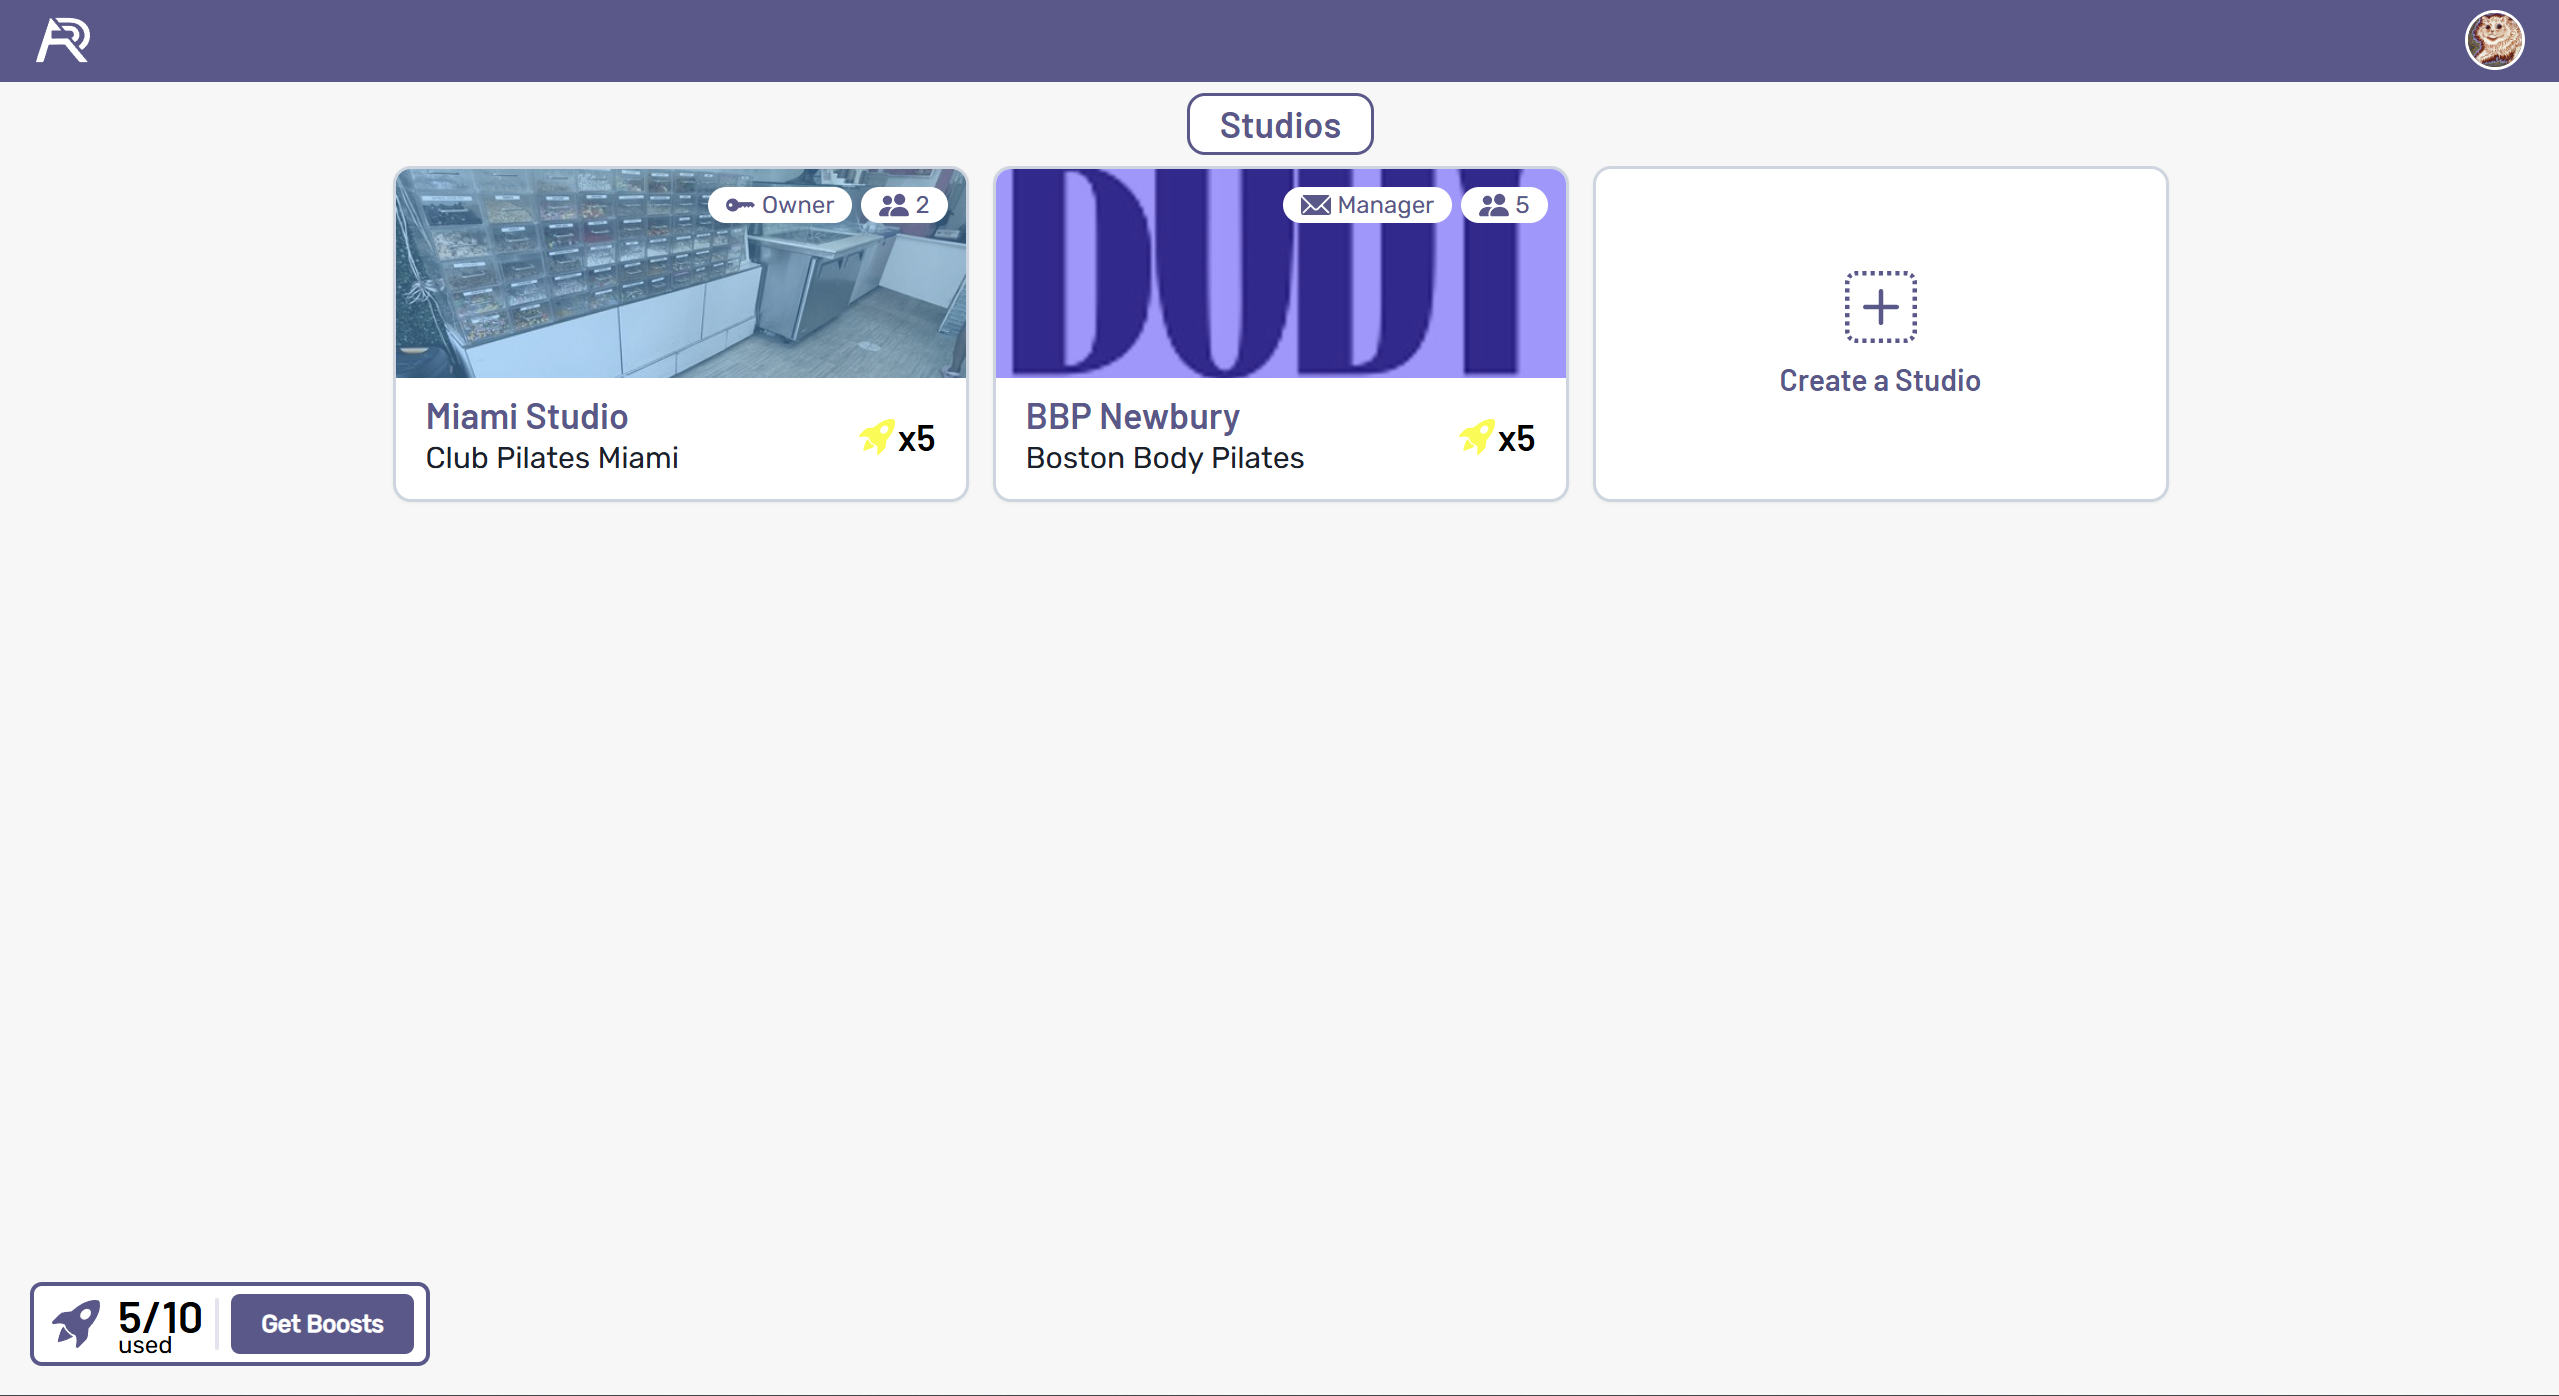 Studios
Owner
2
Miami Studio
Club Pilates Miami
x5
BODY
Manager
5
BBP Newbury
Boston Body Pilates
x5
Create a Studio
5/10
used
Get Boosts